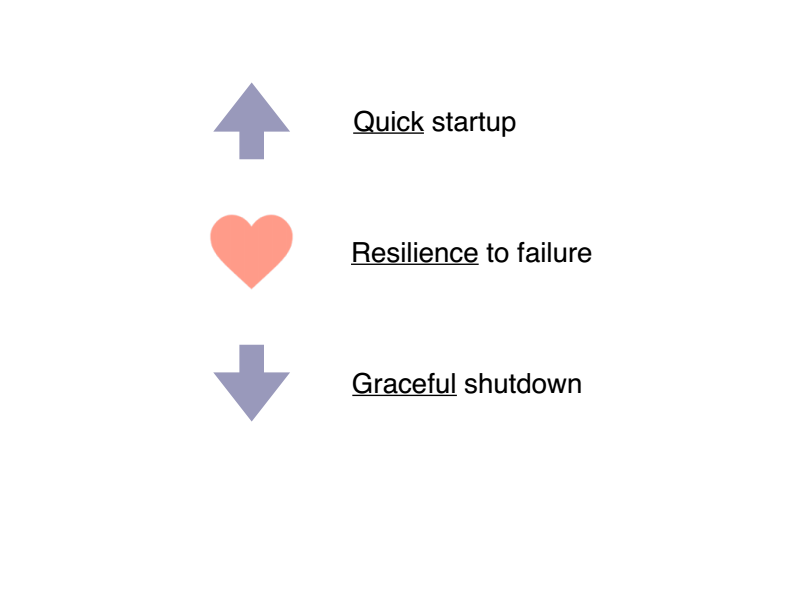 Quick startup
Resilience to failure
Graceful shutdown